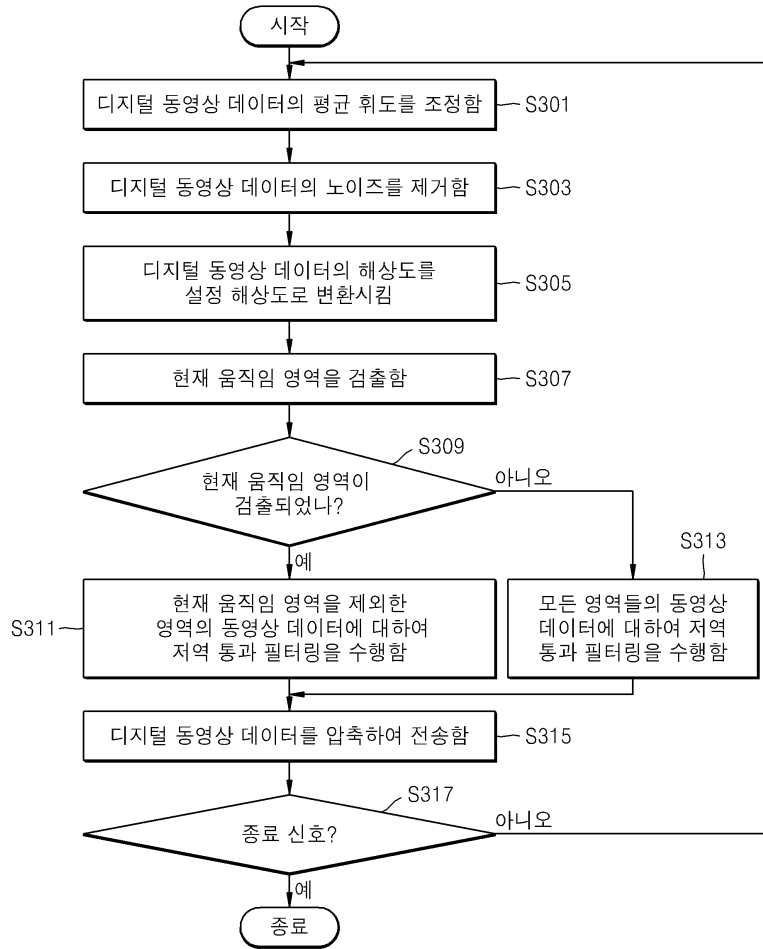 시작
디지털 동영상 데이터의 평균 휘도를 조정함
S301
디지털 동영상 데이터의 노이즈를 제거함
S303
디지털 동영상 데이터의 해상도를
설정 해상도로 변환시킴
S305
현재 움직임 영역을 검출함
S307
S309
현재 움직임 영역이
검출되었나?
아니오
예
S313
S311
현재 움직임 영역을 제외한
영역의 동영상 데이터에 대하여
저역 통과 필터링을 수행함
모든 영역들의 동영상
데이터에 대하여 저역
통과 필터링을 수행함
디지털 동영상 데이터를 압축하여 전송함
S315
S317
종료 신호?
아니오
예
종료